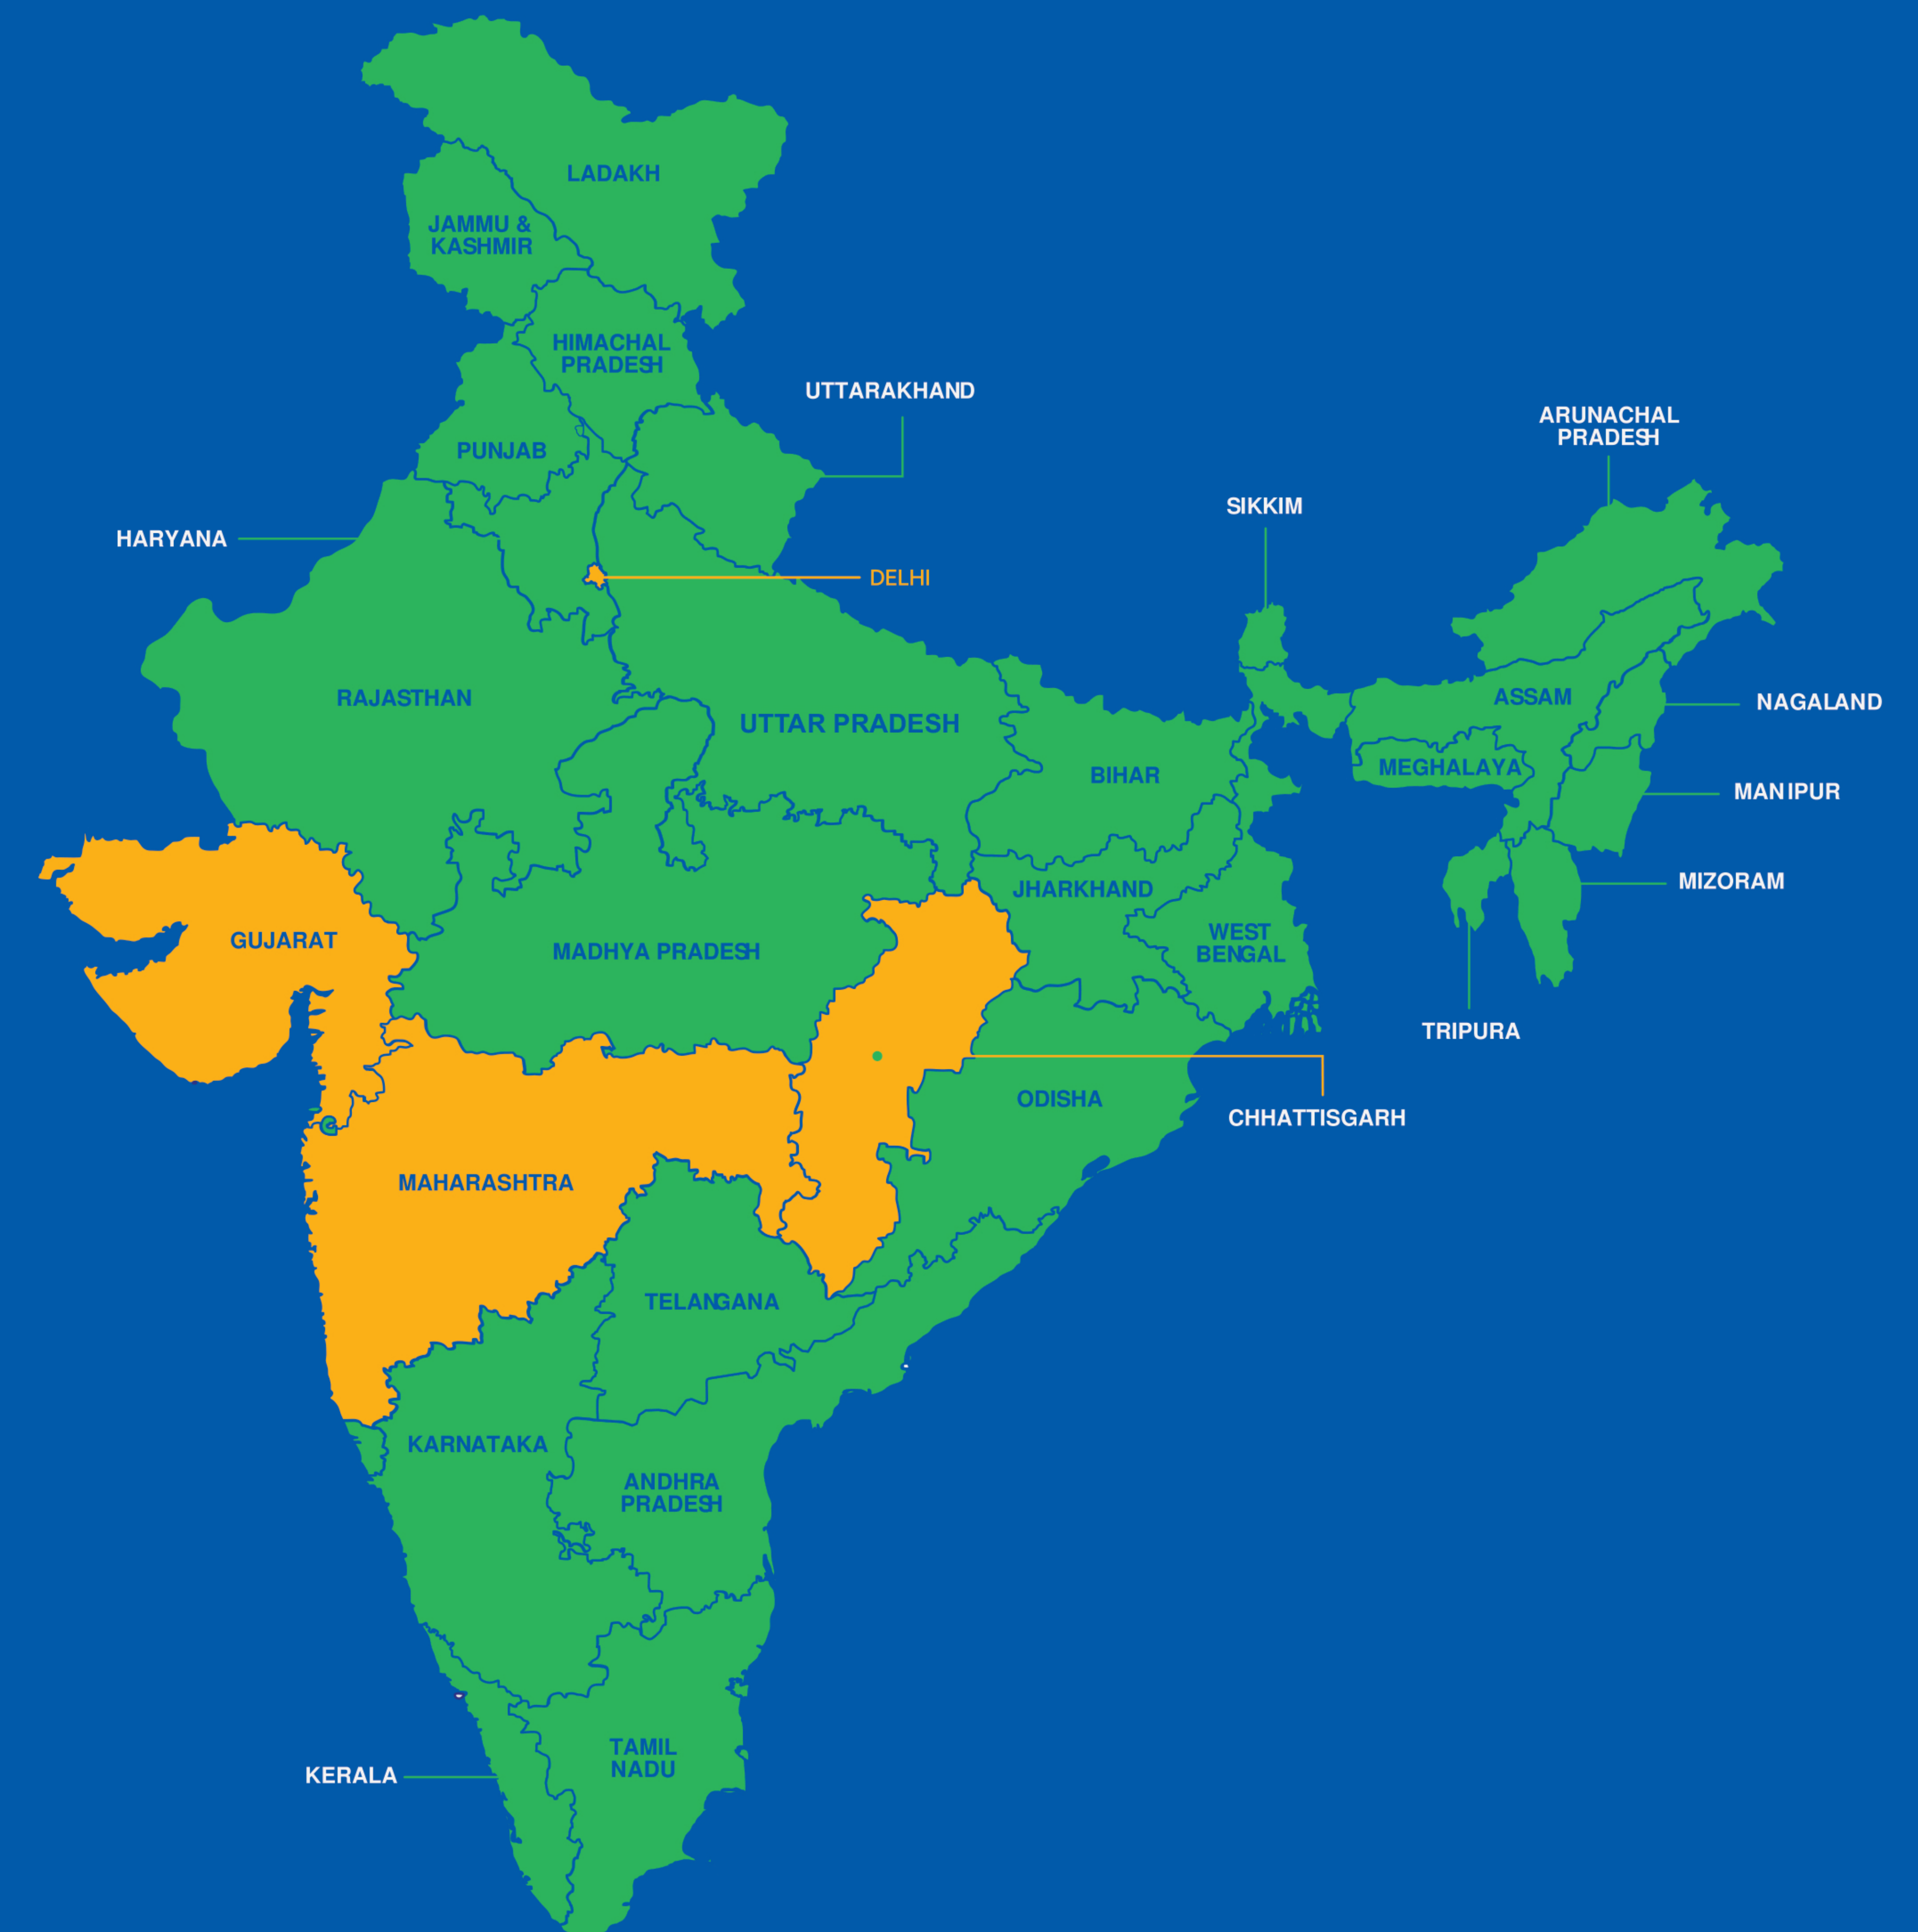 LADAKH
JAMMU &
KASHMIR
HIMACHAL
PRADESH
UTTARAKHAND
ARUNACHAL
PRADESH
PUNJAB
SIKKIM
HARYANA
DELHI
RAJASTHAN
UTTAR PRADESH
ASSAM
NAGALAND
BIHAR
MEGHALAYA
MANIPUR
JHARKHAND
MIZORAM
GUJARAT
MADHYA PRADESH
WEST
BENGAL
TRIPURA
ODISHA
CHHATTISGARH
MAHARASHTRA
TELANGANA
KARNATAKA
ANDHRA
PRADESH
TAMIL
NADU
KERALA